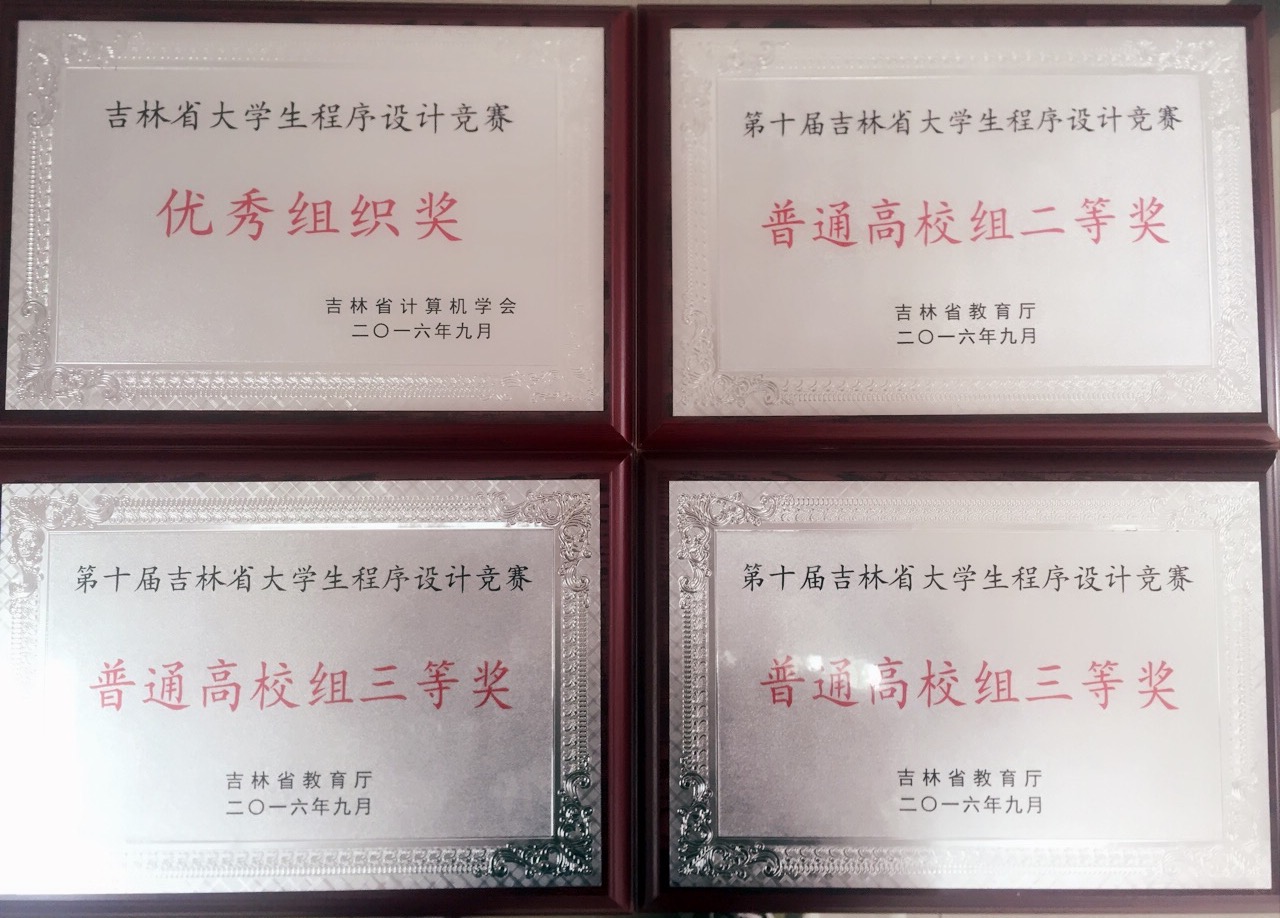 吉林省大学生程序设计竞赛
优秀组织奖
吉林省计算机学会
二〇一六年九月
第十届吉林省大学生程序设计竞赛
普通高校组二等奖
吉林省教育厅
二〇一六年九月
第十届吉林省大学生程序设计竞赛
普通高校组三等奖
吉林省教育厅
二〇一六年九月
第十届吉林省大学生程序设计竞赛
普通高校组三等奖
吉林省教育厅
二〇一六年九月